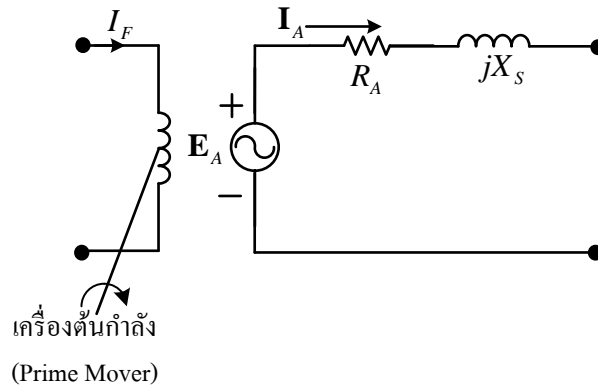 I_F
I_A
R_A
jX_S
+
E_A
−
เครื่องต้นกำลัง
(Prime Mover)